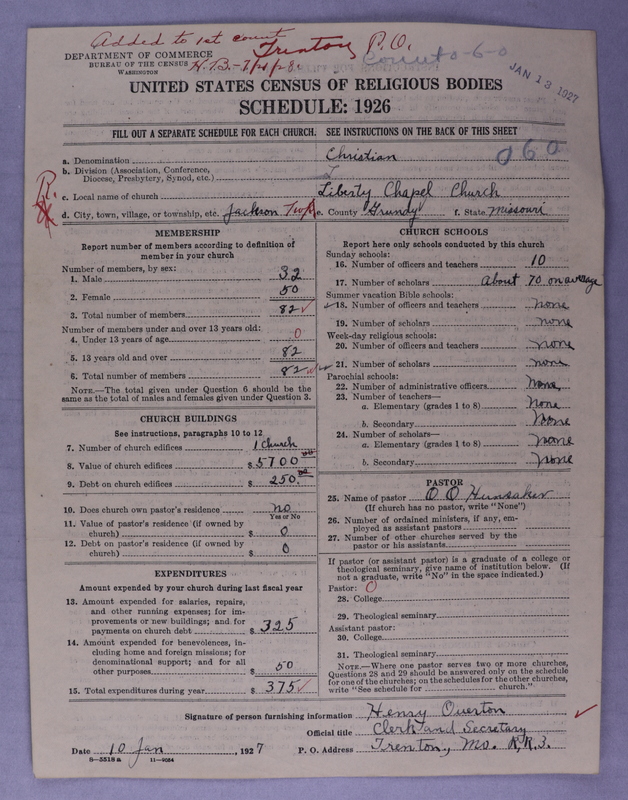 Added to 1st count Trenton P.O.
H.T.B.
Count 0-6-0
JAN 13 1927
DEPARTMENT OF COMMERCE
BUREAU OF THE CENSUS
WASHINGTON
UNITED STATES CENSUS OF RELIGIOUS BODIES
SCHEDULE: 1926
FILL OUT A SEPARATE SCHEDULE FOR EACH CHURCH. SEE INSTRUCTIONS ON THE BACK OF THIS SHEET
060
a. Denomination Christian
b. Division (Association, Conference,
Diocese, Presbytery, Synod, etc.)
R.
c. Local name of church Liberty Chapel Church
d. City, town, village, or township, etc. Jackson Twp e. County Grundy f. State Missouri
MEMBERSHIP
Report number of members according to definition of
member in your church
Number of members, by sex:
1. Male 32
2. Female 50
3. Total number of members 82 ✓
Number of members under and over 13 years old:
4. Under 13 years of age 0
5. 13 years old and over 82
6. Total number of members 82 ✓
NOTE.—The total given under Question 6 should be the
same as the total of males and females given under Question 3.
CHURCH BUILDINGS
See instructions, paragraphs 10 to 12
7. Number of church edifices 1 Church
8. Value of church edifices $ 5700 00
9. Debt on church edifices $ 250. 00
10. Does church own pastor's residence no
Yes or No
11. Value of pastor's residence (if owned by
church) $ 0
12. Debt on pastor's residence (if owned by
church) $ 0
EXPENDITURES
Amount expended by your church during last fiscal year
13. Amount expended for salaries, repairs,
and other running expenses; for im-
provements or new buildings; and for
payments on church debt $ 325
14. Amount expended for benevolences, in-
cluding home and foreign missions; for
denominational support; and for all
other purposes $ 50
15. Total expenditures during year $ 375 ✓
CHURCH SCHOOLS
Report here only schools conducted by this church
Sunday schools:
16. Number of officers and teachers 10
17. Number of scholars About 70 on average
Summer vacation Bible schools:
✓18. Number of officers and teachers none
19. Number of scholars none
Week-day religious schools:
20. Number of officers and teachers none
✓21. Number of scholars none
Parochial schools:
22. Number of administrative officers None
23. Number of teachers—
a. Elementary (grades 1 to 8) None
b. Secondary None
24. Number of scholars—
a. Elementary (grades 1 to 8) none
b. Secondary none
PASTOR
25. Name of pastor O O Hunsaker
(If church has no pastor, write "None")
26. Number of ordained ministers, if any, em-
ployed as assistant pastors
27. Number of other churches served by the
pastor or his assistants
If pastor (or assistant pastor) is a graduate of a college or
theological seminary, give name of institution below. (If
not a graduate, write "No" in the space indicated.)
Pastor: 0
28. College
29. Theological seminary
Assistant pastor:
30. College
31. Theological seminary
NOTE.—Where one pastor serves two or more churches,
Questions 28 and 29 should be answered only on the schedule
for one of the churches; on the schedules for the other churches,
write "See schedule for church."
Signature of person furnishing information Henry Overton ✓
Official title Clerk and Secretary
Date 10 Jan, 1927 P. O. Address Trenton, Mo. R.R.3.
8—3518a 11—9034